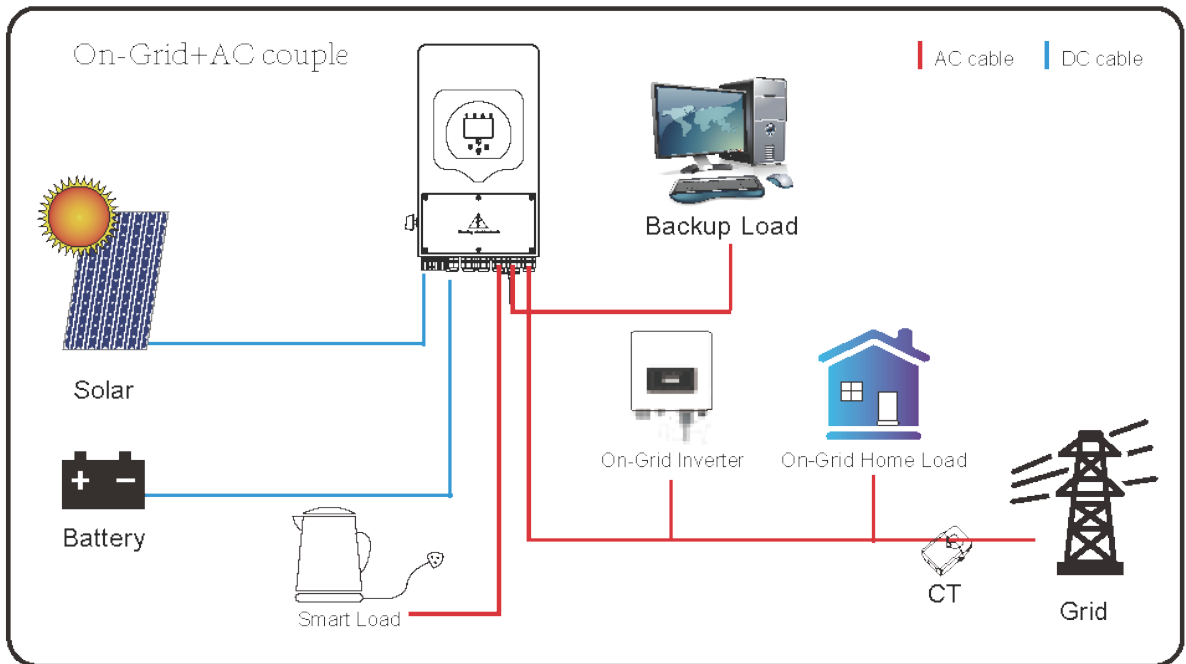 On-Grid+AC couple
AC cable
DC cable
Backup Load
Solar
On-Grid Inverter
On-Grid Home Load
Battery
Smart Load
CT
Grid